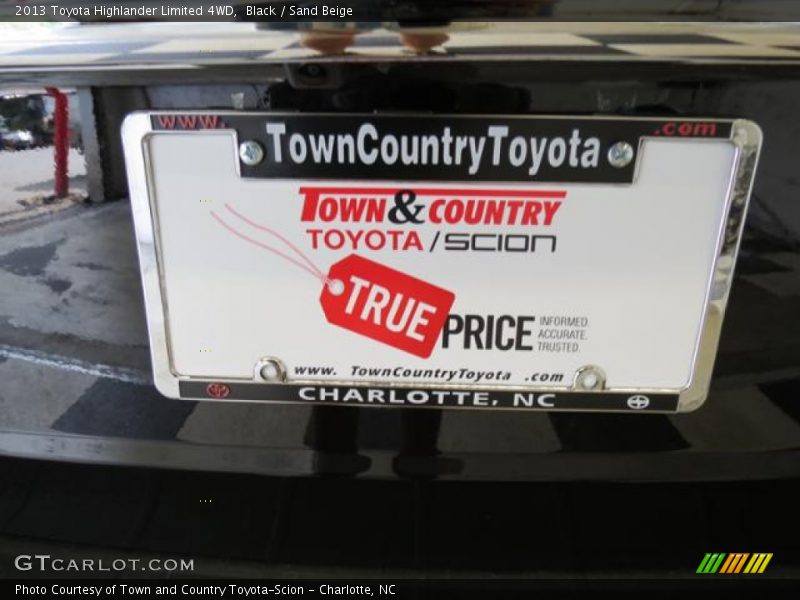 2013 Toyota Highlander Limited 4WD, Black / Sand Beige
www. .com
TownCountryToyota
TOWN & COUNTRY
TOYOTA / SCION
TRUE PRICE
INFORMED.
ACCURATE.
TRUSTED.
www. TownCountryToyota .com
CHARLOTTE, NC
GTCARLOT.COM
Photo Courtesy of Town and Country Toyota-Scion - Charlotte, NC